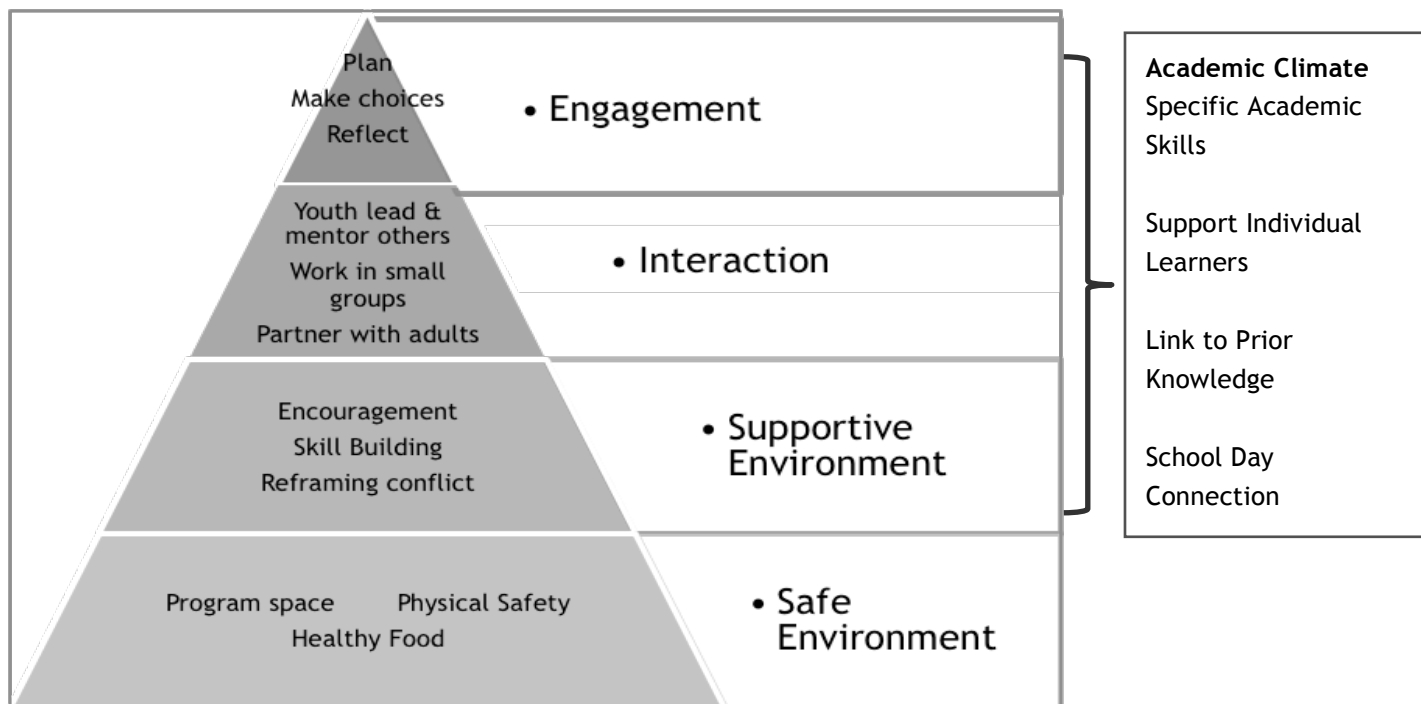 Plan
Make choices
Reflect
• Engagement
Youth lead &
mentor others
Work in small
groups
Partner with adults
• Interaction
Encouragement
Skill Building
Reframing conflict
• Supportive
Environment
Program space Physical Safety
Healthy Food
• Safe
Environment
Academic Climate
Specific Academic
Skills
Support Individual
Learners
Link to Prior
Knowledge
School Day
Connection